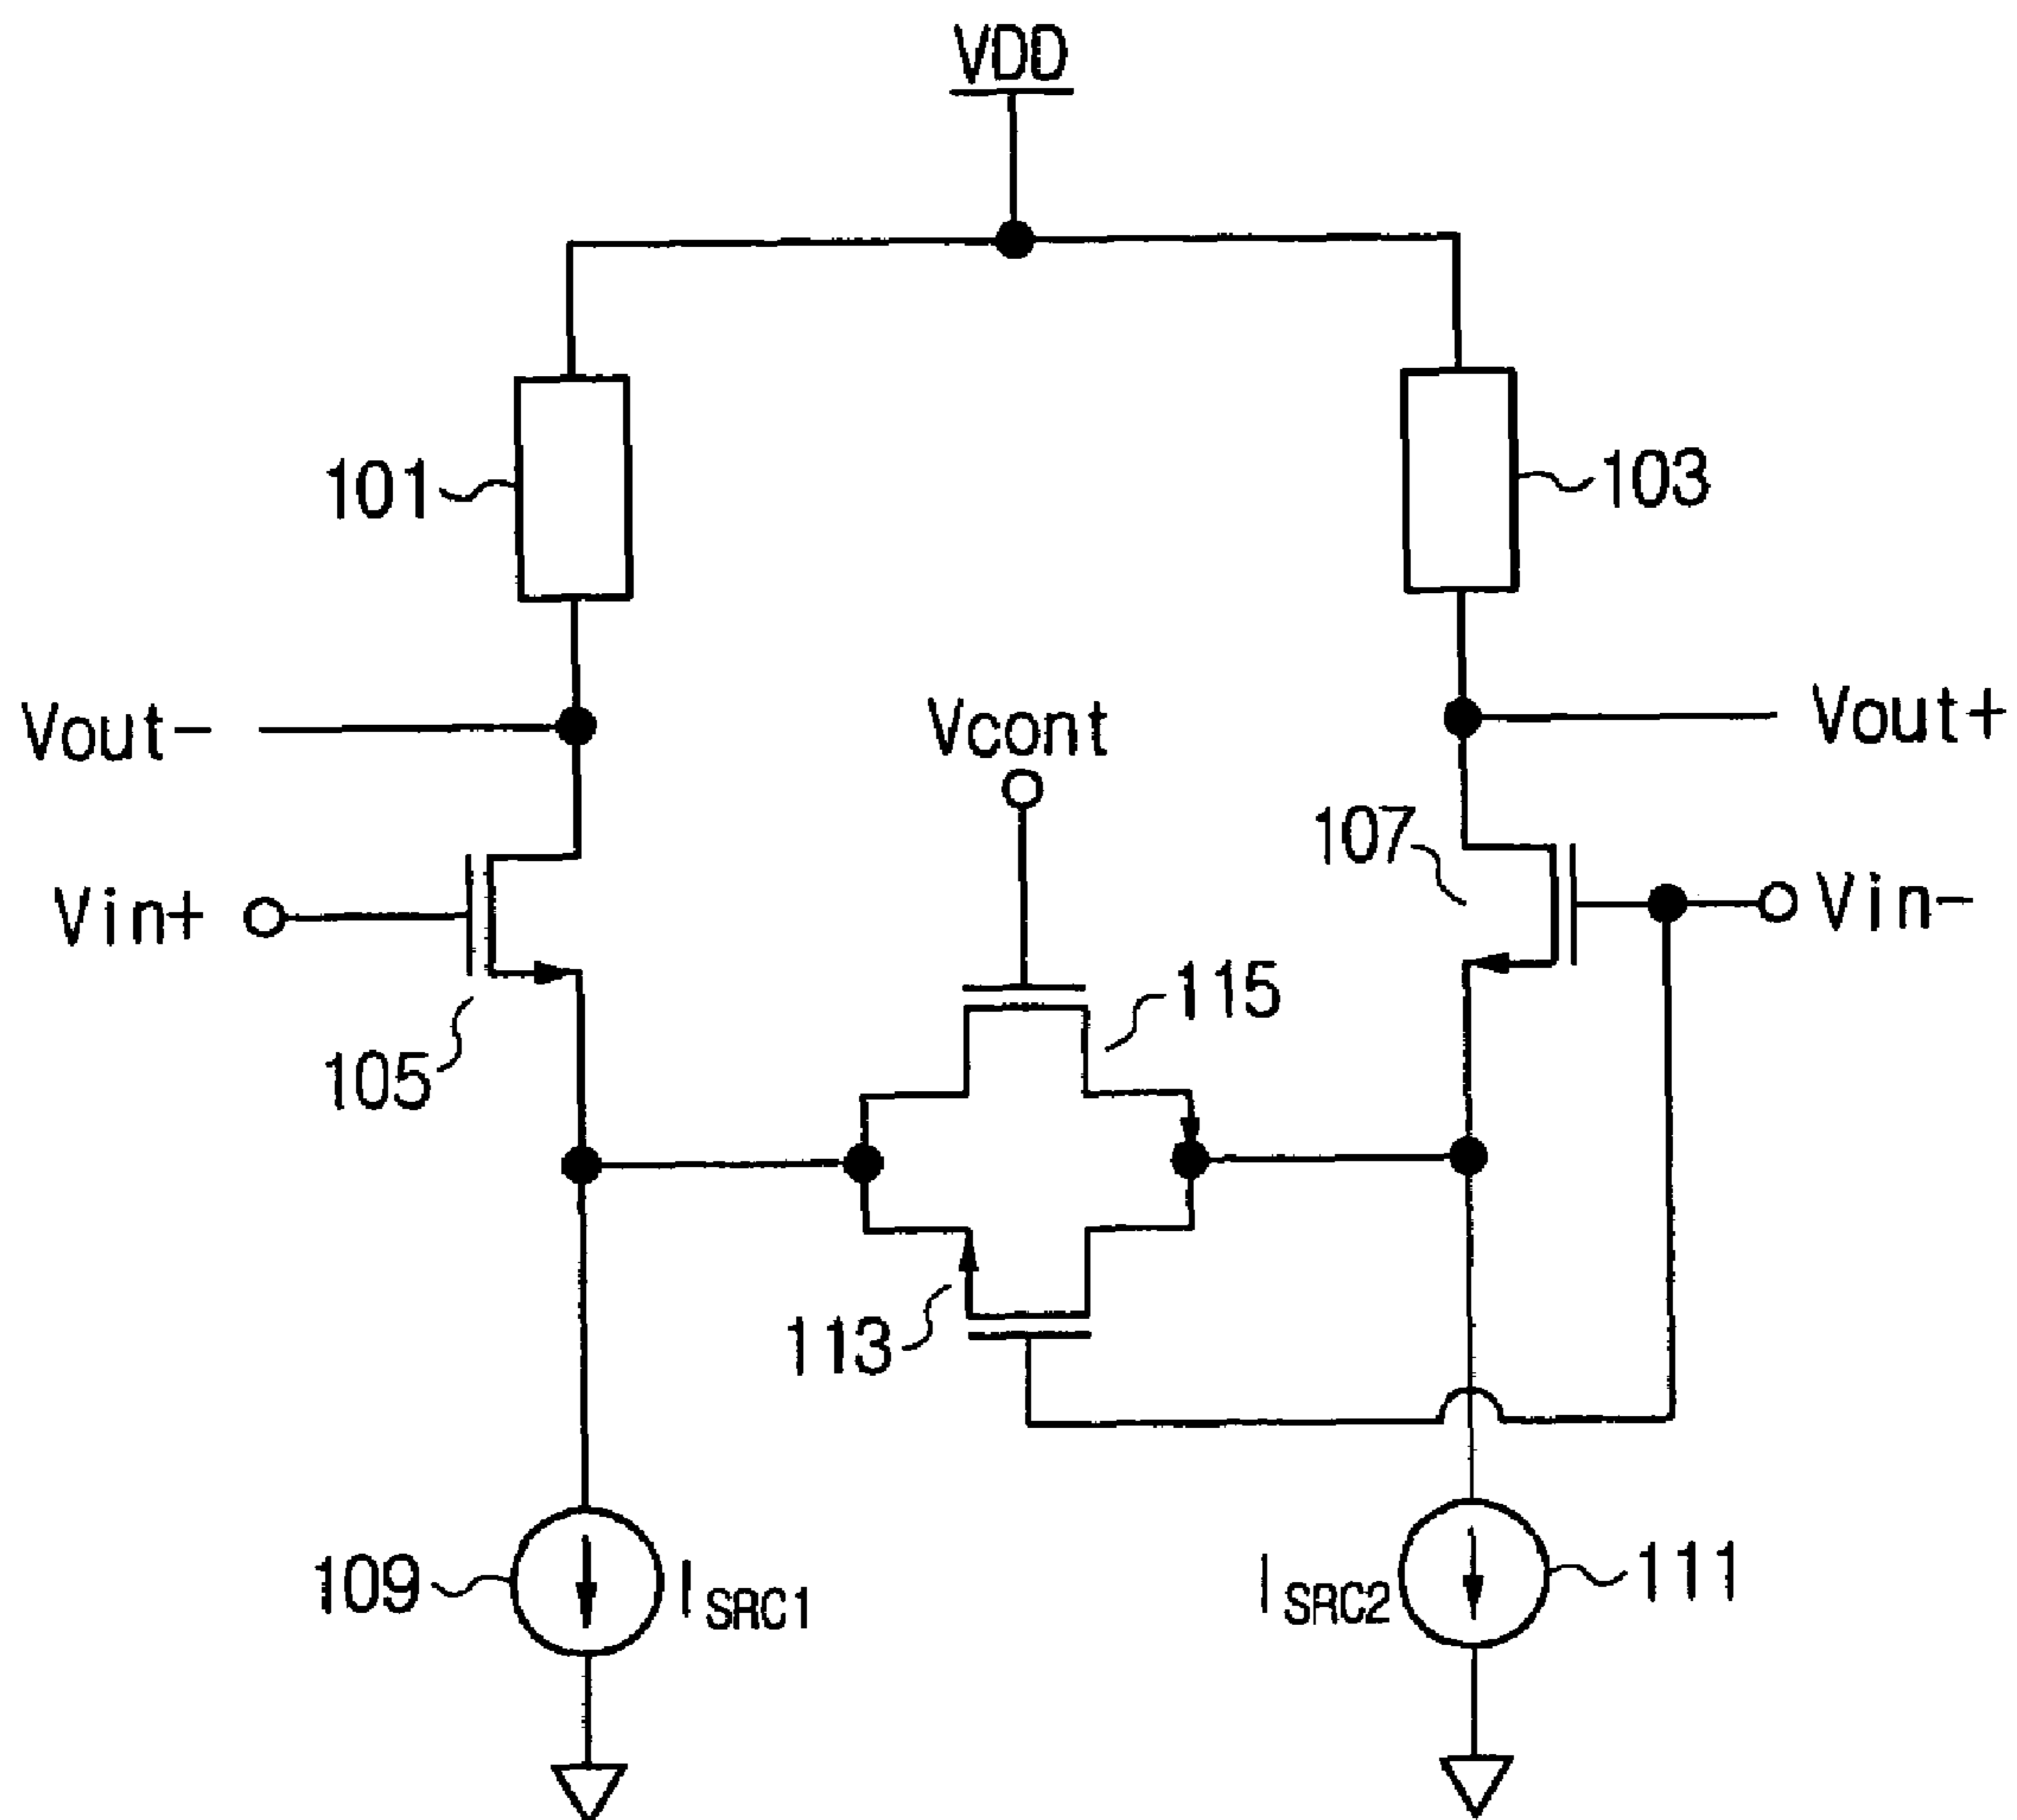 VDD
101
103
Vout-
Vcont
Vout+
107
Vin+
Vin-
115
105
113
109
ISRC1
ISRC2
111